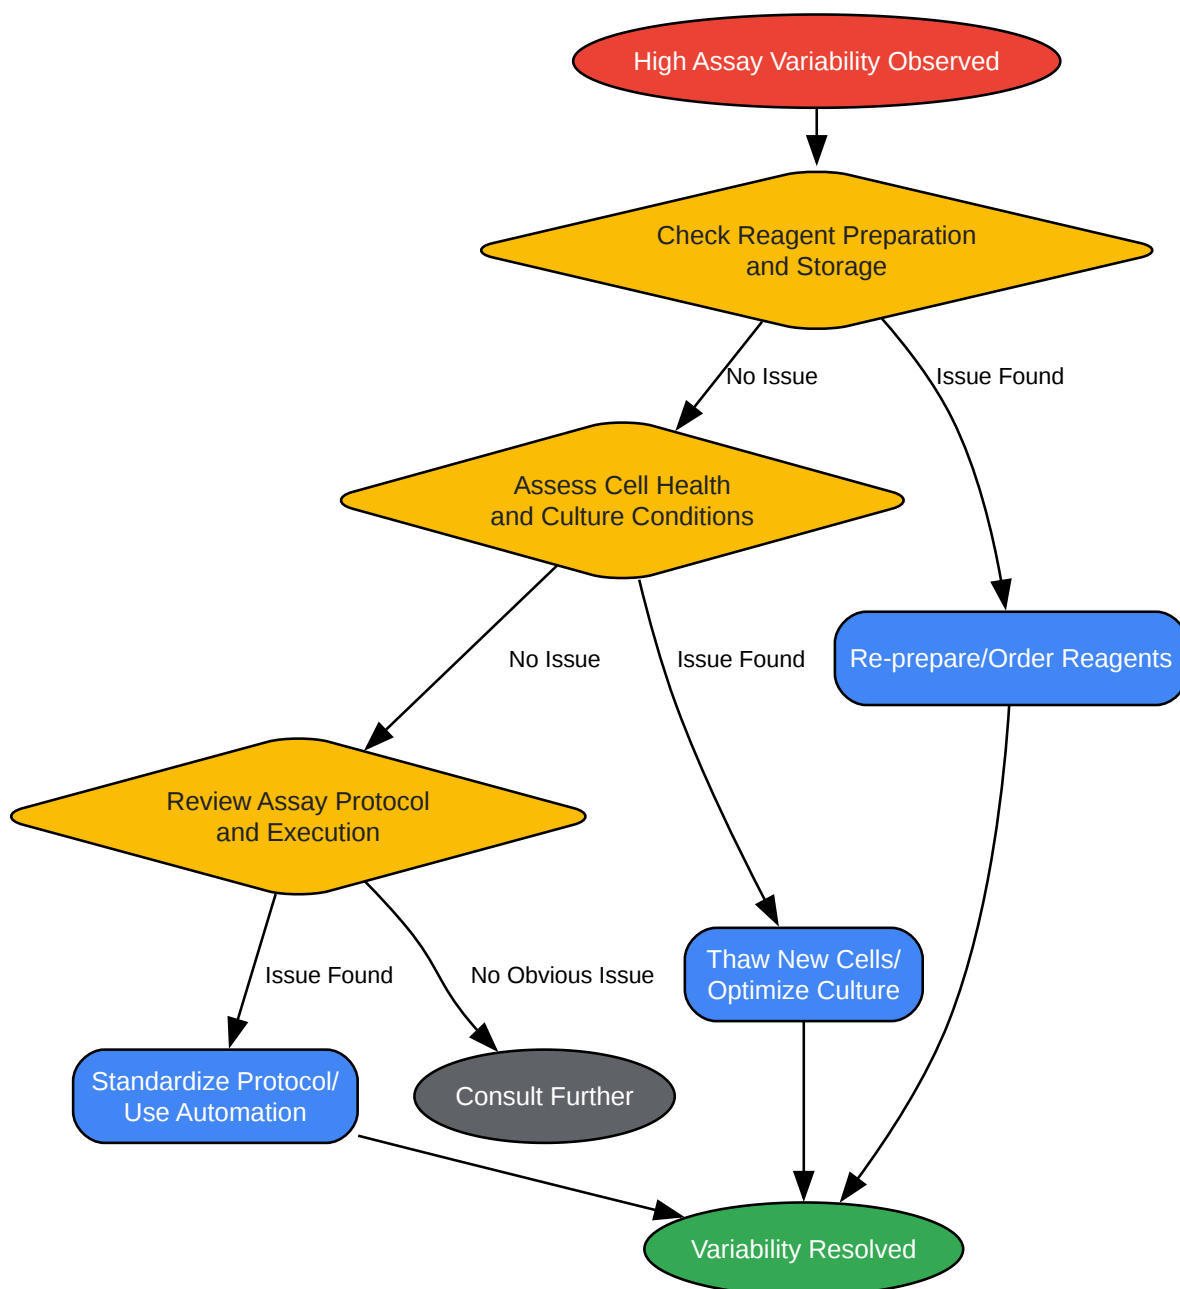 High Assay Variability Observed
Check Reagent Preparation
and Storage
No Issue
Issue Found
Assess Cell Health
and Culture Conditions
No Issue
Issue Found
Re-prepare/Order Reagents
Review Assay Protocol
and Execution
Issue Found
No Obvious Issue
Thaw New Cells/
Optimize Culture
Standardize Protocol/
Use Automation
Consult Further
Variability Resolved